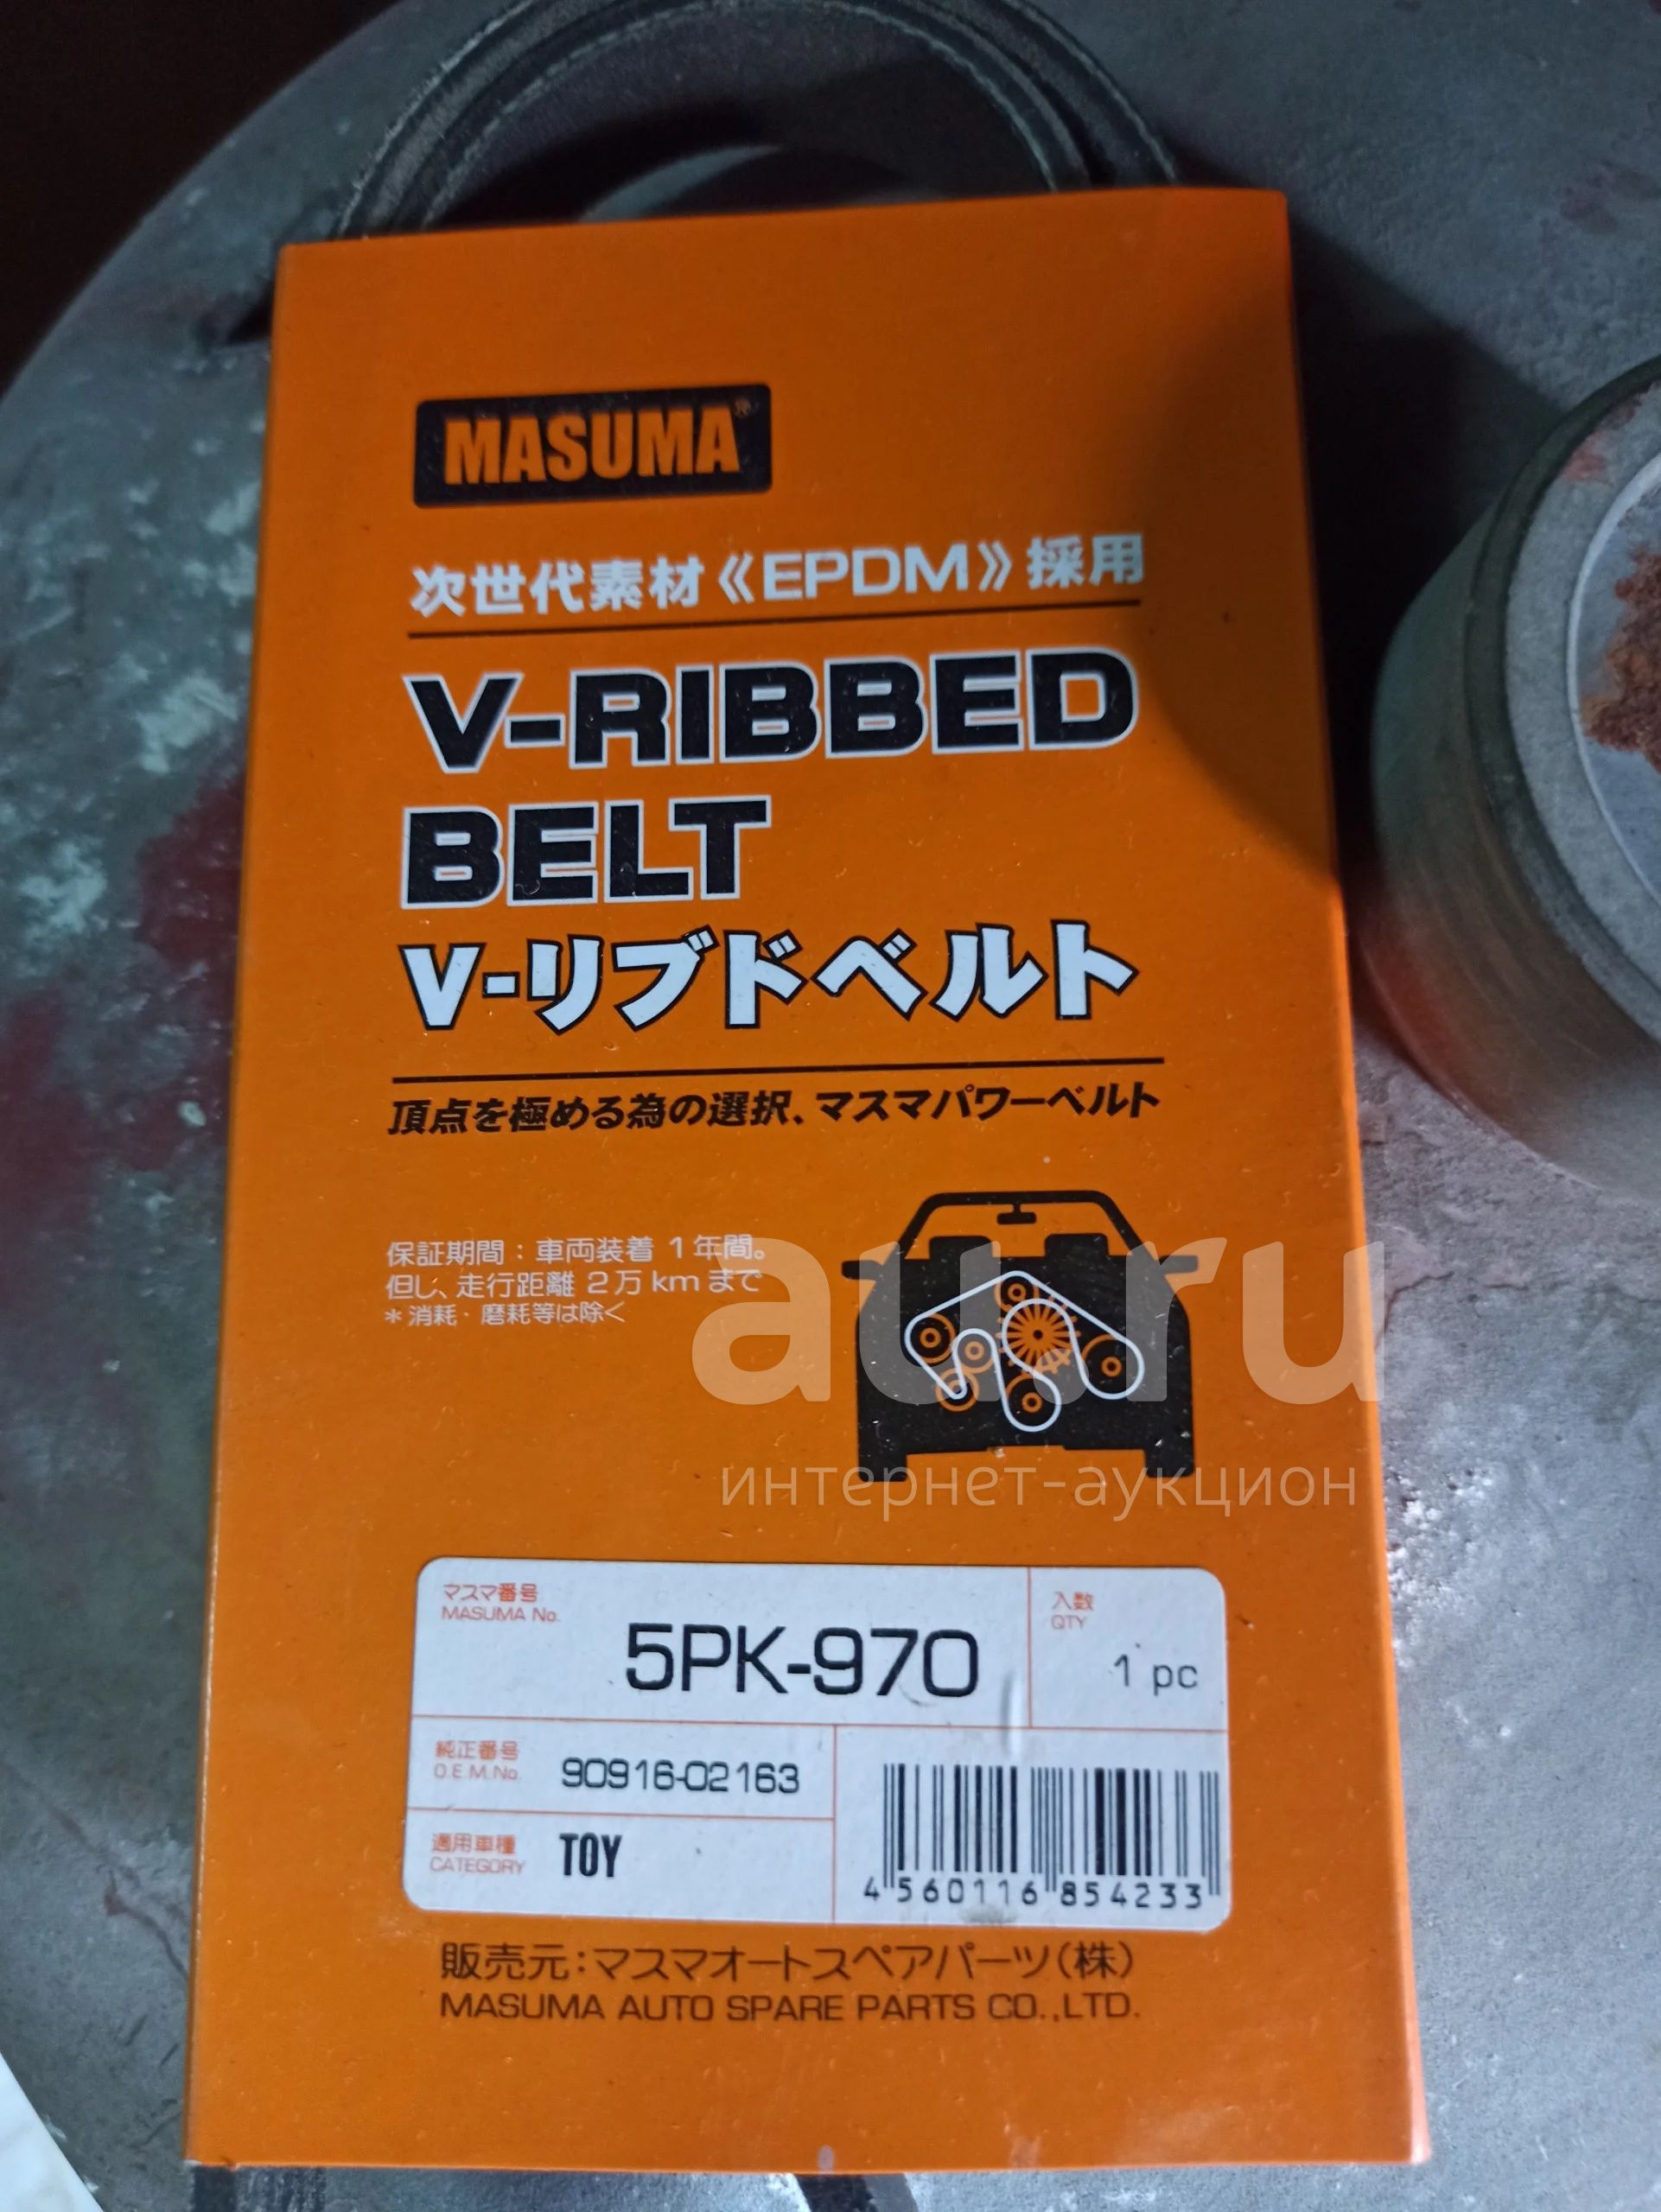 MASUMA®
次世代素材《EPDM》採用
V-RIBBED
BELT
V-リブドベルト
頂点を極める為の選択、マスマパワーベルト
保証期間：車両装着 1年間。
但し、走行距離 2万kmまで
＊消耗・磨耗等は除く
au.ru
интернет-аукцион
マスマ番号
MASUMA No.
5PK-970
入数
QTY
1 pc
純正番号
O.E.M.No.
90916-02163
適用車種
CATEGORY
TOY
4560116854233
販売元：マスマオートスペアパーツ（株）
MASUMA AUTO SPARE PARTS CO.,LTD.